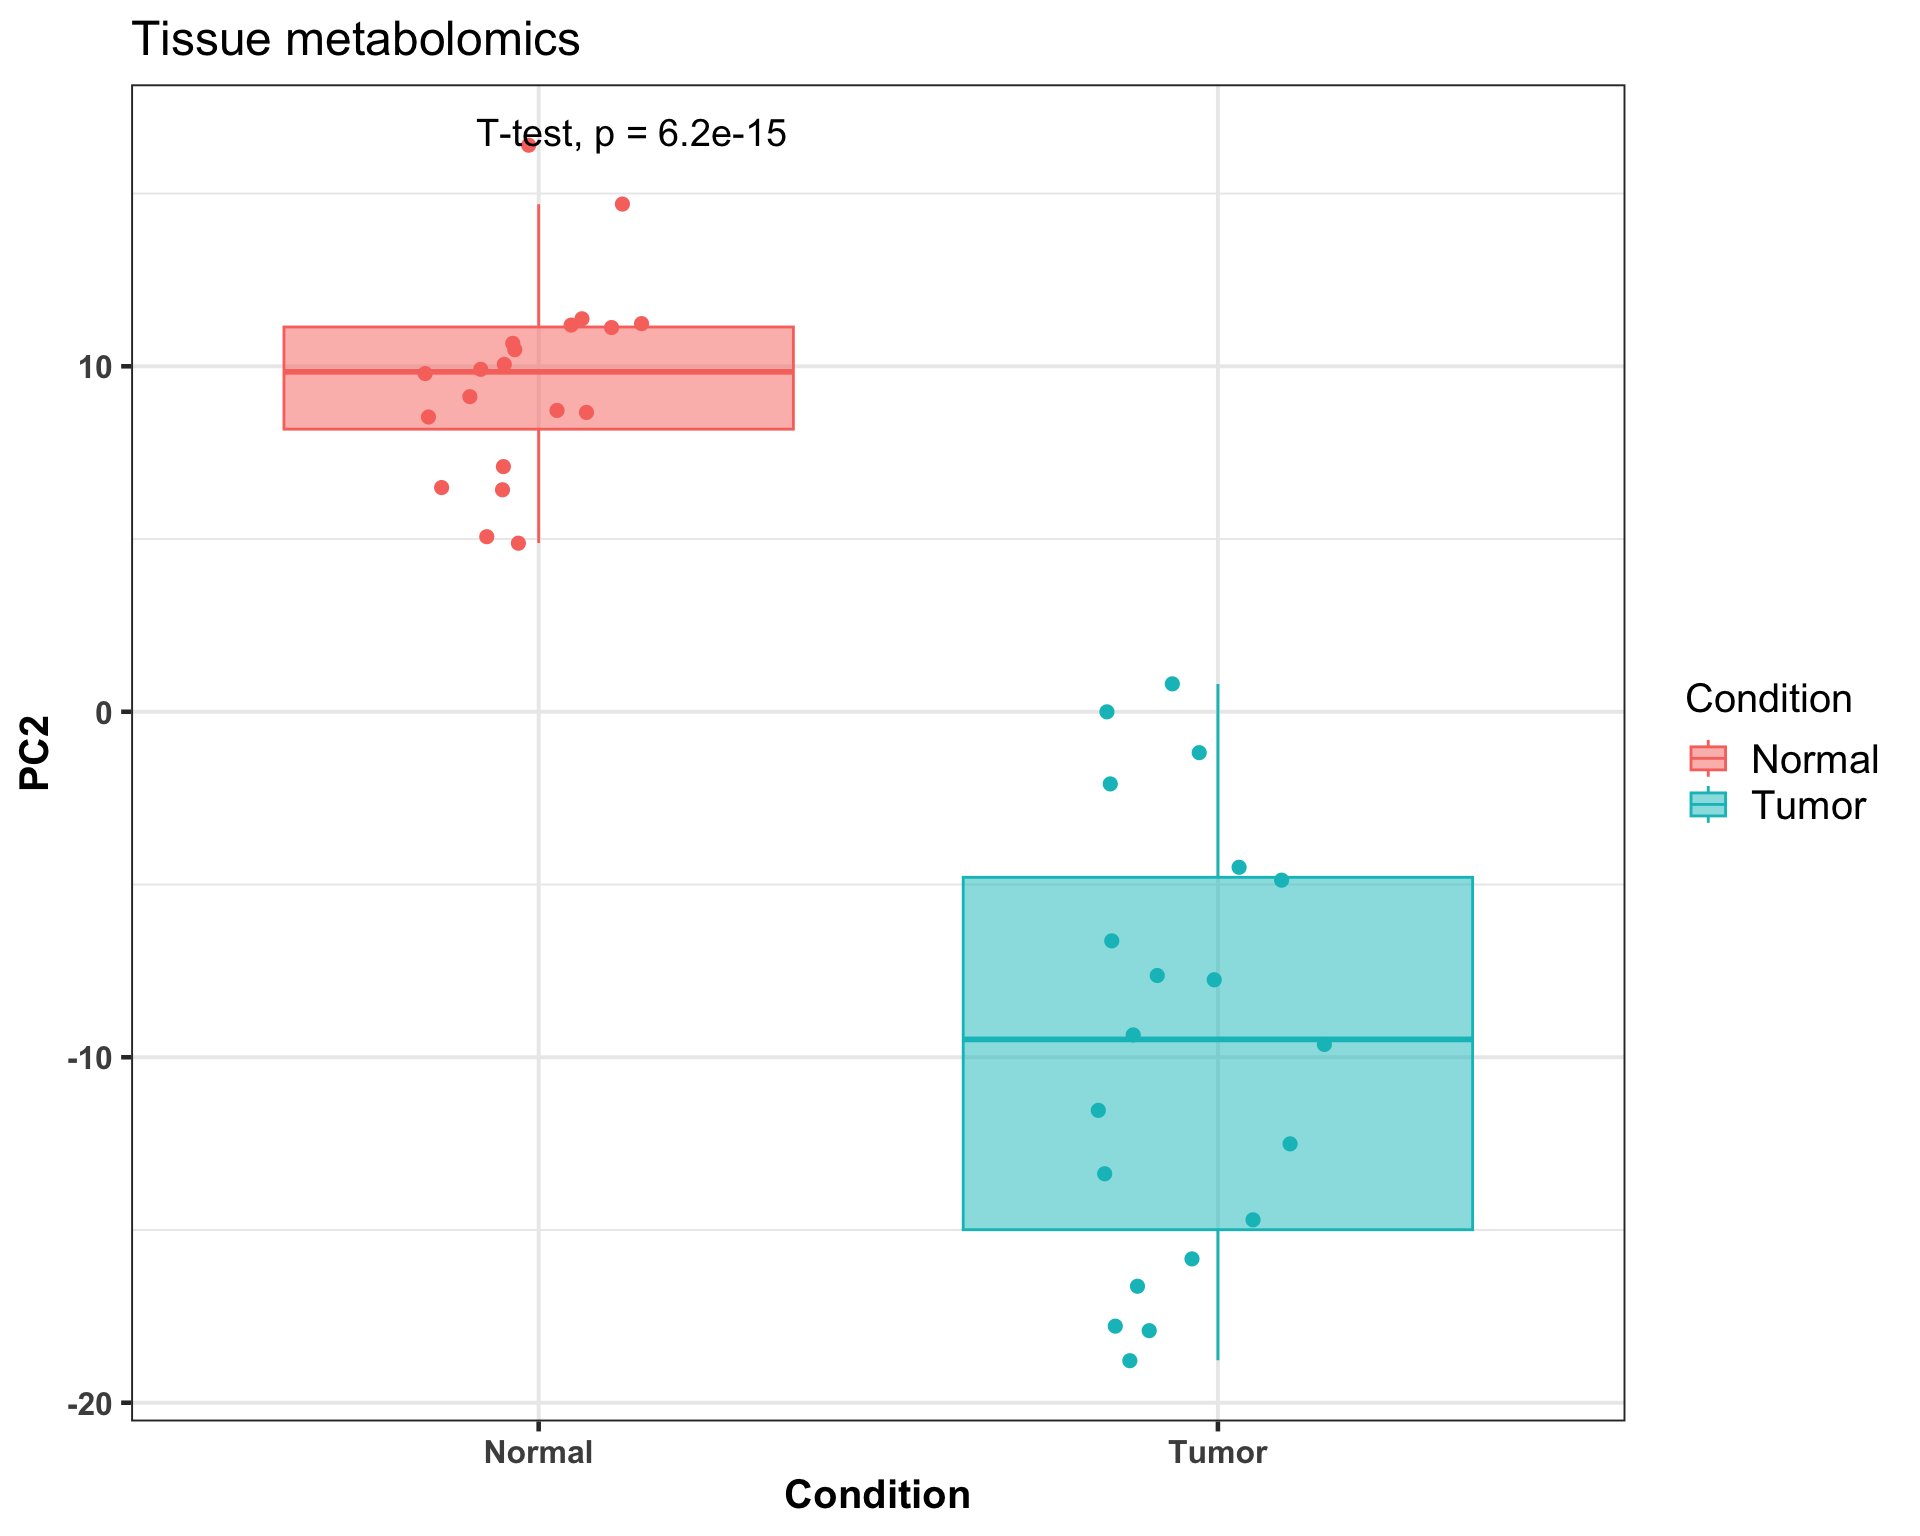 Tissue metabolomics
T-test, p = 6.2e-15
10
0
-10
-20
PC2
Normal
Tumor
Condition
Condition
Normal
Tumor